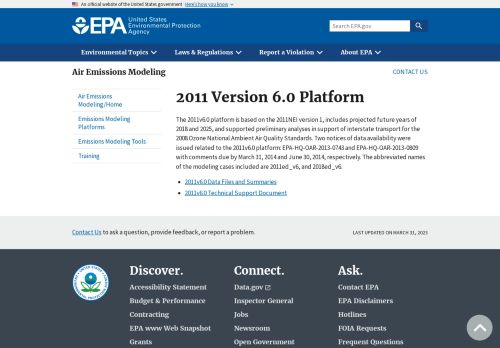 An official website of the United States government Here's how you know
EPA United States
Environmental Protection
Agency
Search EPA.gov
Environmental Topics
Laws & Regulations
Report a Violation
About EPA
Air Emissions Modeling
CONTACT US
Air Emissions
Modeling/Home
Emissions Modeling
Platforms
Emissions Modeling Tools
Training
2011 Version 6.0 Platform
The 2011v6.0 platform is based on the 2011NEI version 1, includes projected future years of
2018 and 2025, and supported preliminary analyses in support of interstate transport for the
2008 Ozone National Ambient Air Quality Standards. Two notices of data availability were
issued related to the 2011v6.0 platform: EPA-HQ-OAR-2013-0743 and EPA-HQ-OAR-2013-0809
with comments due by March 31, 2014 and June 30, 2014, respectively. The abbreviated names
of the modeling cases included are 2011ed_v6, and 2018ed_v6.
2011v6.0 Data Files and Summaries
2011v6.0 Technical Support Document
Contact Us to ask a question, provide feedback, or report a problem.
LAST UPDATED ON MARCH 31, 2025
Discover.
Accessibility Statement
Budget & Performance
Contracting
EPA www Web Snapshot
Grants
Connect.
Data.gov
Inspector General
Jobs
Newsroom
Open Government
Ask.
Contact EPA
EPA Disclaimers
Hotlines
FOIA Requests
Frequent Questions